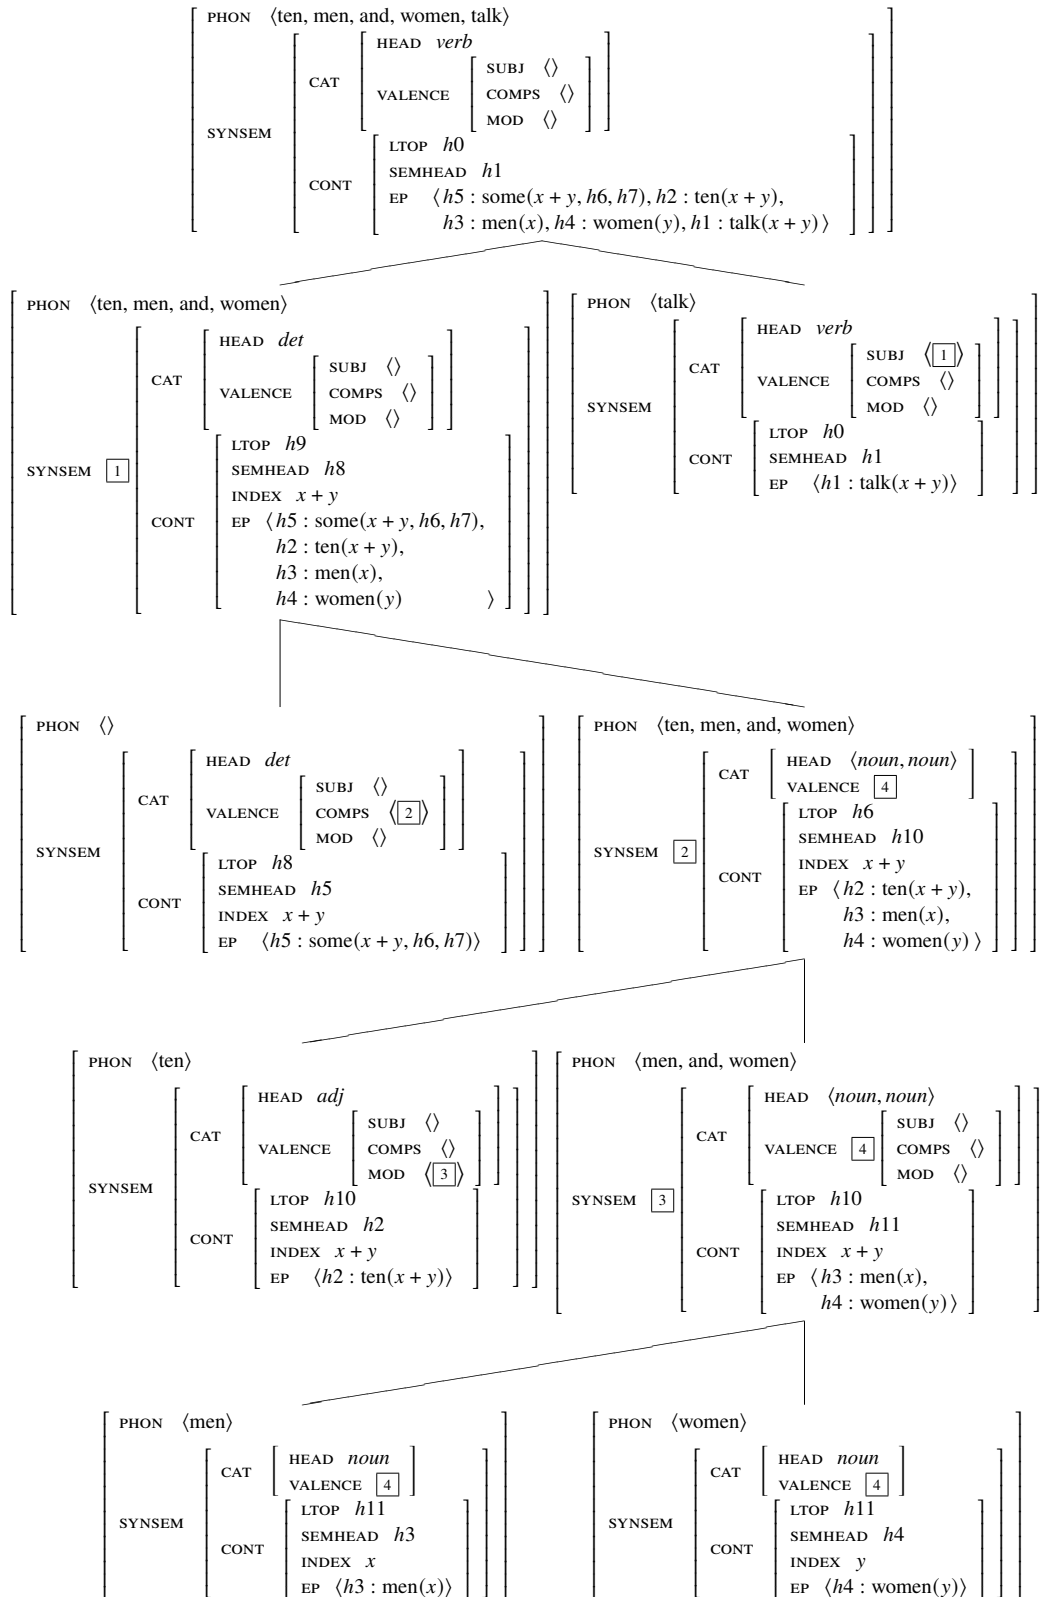 PHON ⟨ten, men, and, women, talk⟩
HEAD verb
SUBJ ⟨⟩
CAT
VALENCE
COMPS ⟨⟩
MOD ⟨⟩
SYNSEM
LTOP h0
SEMHEAD h1
CONT
EP ⟨h5 : some(x + y, h6, h7), h2 : ten(x + y),
h3 : men(x), h4 : women(y), h1 : talk(x + y)⟩
PHON ⟨ten, men, and, women⟩
HEAD det
SUBJ ⟨⟩
CAT
VALENCE
COMPS ⟨⟩
MOD ⟨⟩
SYNSEM 1
LTOP h9
SEMHEAD h8
INDEX x + y
CONT
EP ⟨h5 : some(x + y, h6, h7),
h2 : ten(x + y),
h3 : men(x),
h4 : women(y) ⟩
PHON ⟨talk⟩
HEAD verb
SUBJ ⟨1⟩
CAT
VALENCE
COMPS ⟨⟩
MOD ⟨⟩
SYNSEM
LTOP h0
CONT
SEMHEAD h1
EP ⟨h1 : talk(x + y)⟩
PHON ⟨⟩
HEAD det
SUBJ ⟨⟩
CAT
VALENCE
COMPS ⟨2⟩
MOD ⟨⟩
SYNSEM
LTOP h8
SEMHEAD h5
CONT
INDEX x + y
EP ⟨h5 : some(x + y, h6, h7)⟩
PHON ⟨ten, men, and, women⟩
CAT
HEAD ⟨noun, noun⟩
VALENCE 4
SYNSEM 2
LTOP h6
SEMHEAD h10
INDEX x + y
CONT
EP ⟨h2 : ten(x + y),
h3 : men(x),
h4 : women(y)⟩
PHON ⟨ten⟩
HEAD adj
SUBJ ⟨⟩
CAT
VALENCE
COMPS ⟨⟩
MOD ⟨3⟩
SYNSEM
LTOP h10
SEMHEAD h2
CONT
INDEX x + y
EP ⟨h2 : ten(x + y)⟩
PHON ⟨men, and, women⟩
HEAD ⟨noun, noun⟩
SUBJ ⟨⟩
CAT
VALENCE 4
COMPS ⟨⟩
MOD ⟨⟩
SYNSEM 3
LTOP h10
SEMHEAD h11
CONT
INDEX x + y
EP ⟨h3 : men(x),
h4 : women(y)⟩
PHON ⟨men⟩
CAT
HEAD noun
VALENCE 4
SYNSEM
LTOP h11
SEMHEAD h3
CONT
INDEX x
EP ⟨h3 : men(x)⟩
PHON ⟨women⟩
CAT
HEAD noun
VALENCE 4
SYNSEM
LTOP h11
SEMHEAD h4
CONT
INDEX y
EP ⟨h4 : women(y)⟩